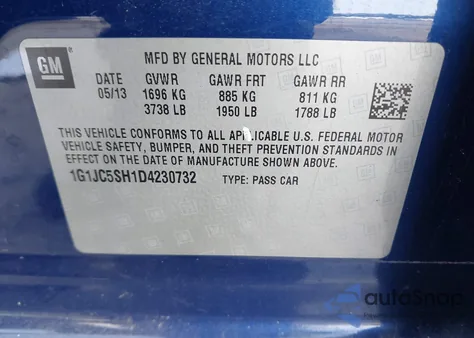 GM
MFD BY GENERAL MOTORS LLC
DATE GVWR GAWR FRT GAWR RR
05/13 1696 KG 885 KG 811 KG
3738 LB 1950 LB 1788 LB
THIS VEHICLE CONFORMS TO ALL APPLICABLE U.S. FEDERAL MOTOR
VEHICLE SAFETY, BUMPER, AND THEFT PREVENTION STANDARDS IN
EFFECT ON THE DATE OF MANUFACTURE SHOWN ABOVE.
1G1JC5SH1D4230732 TYPE: PASS CAR
autoSnap